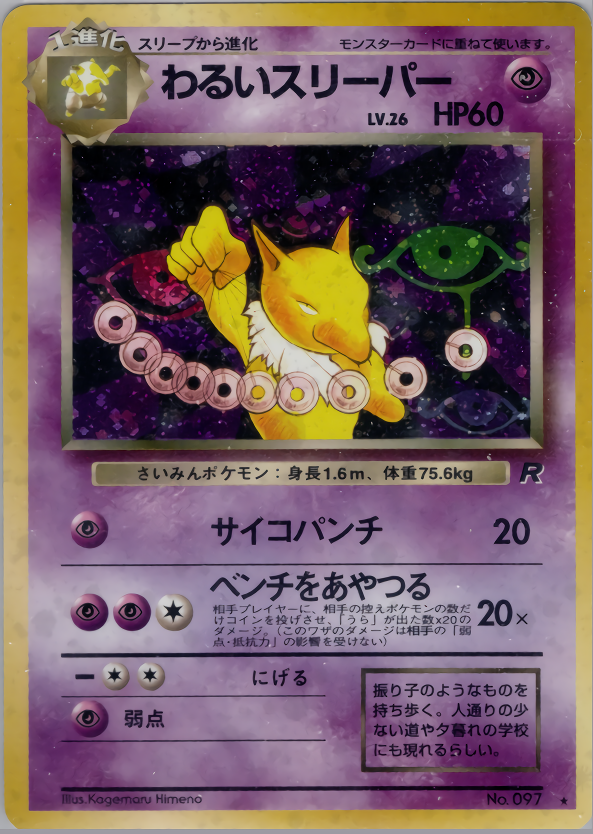 1進化
スリープから進化
モンスターカードに重ねて使います。
わるいスリーパー
LV.26 HP60
さいみんポケモン：身長1.6m、体重75.6kg
R
サイコパンチ 20
ベンチをあやつる
相手プレイヤーに、相手の控えポケモンの数だ
けコインを投げさせ、「うら」が出た数x20の
ダメージ。（このワザのダメージは相手の「弱
点・抵抗力」の影響を受けない）
20×
− にげる
弱点
振り子のようなものを
持ち歩く。人通りの少
ない道や夕暮れの学校
にも現れるらしい。
Illus.Kagemaru Himeno
No.097 ★